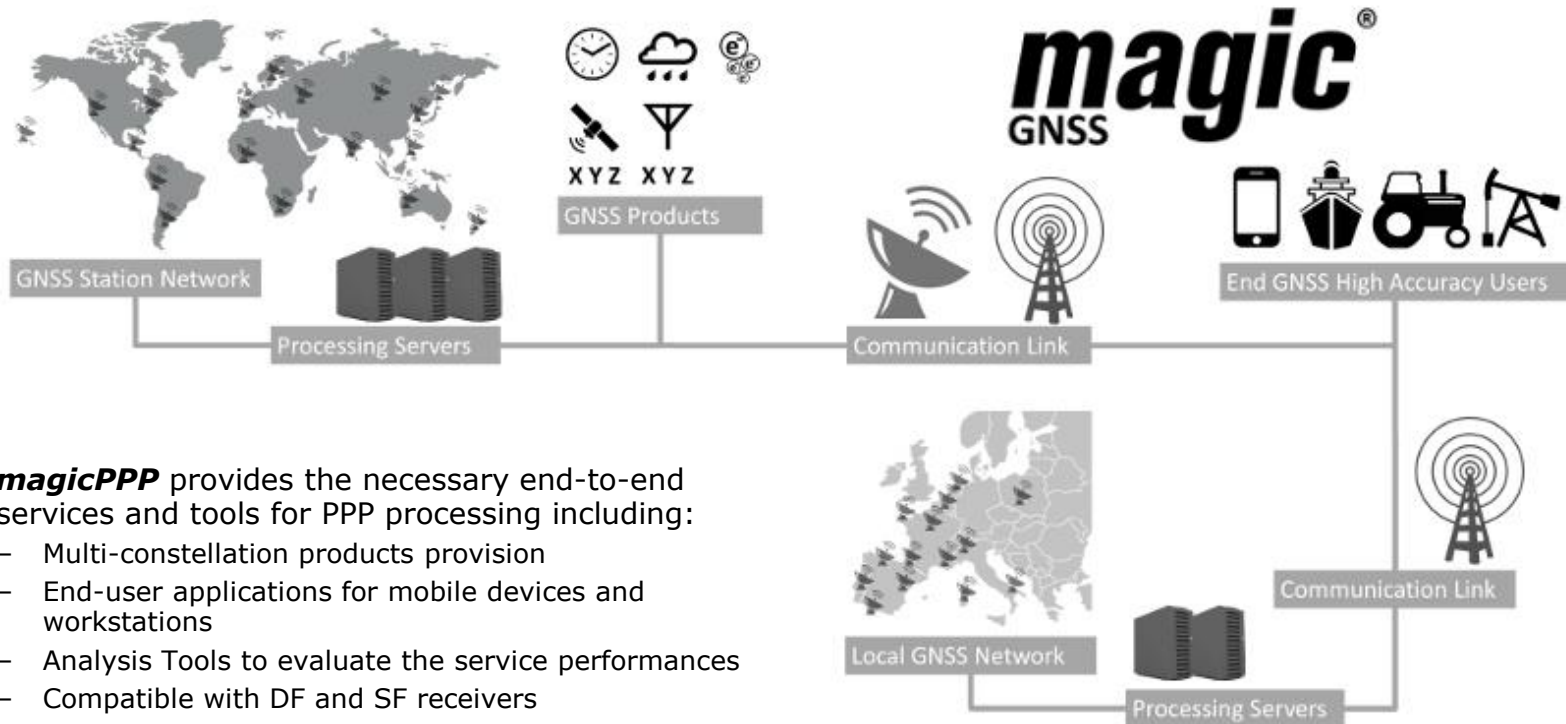 magic®
GNSS
e⁻
e⁻
e⁻
e⁻
X Y Z X Y Z
GNSS Products
GNSS Station Network
End GNSS High Accuracy Users
Processing Servers
Communication Link
magicPPP provides the necessary end-to-end
services and tools for PPP processing including:
– Multi-constellation products provision
– End-user applications for mobile devices and
workstations
– Analysis Tools to evaluate the service performances
– Compatible with DF and SF receivers
Communication Link
Local GNSS Network
Processing Servers